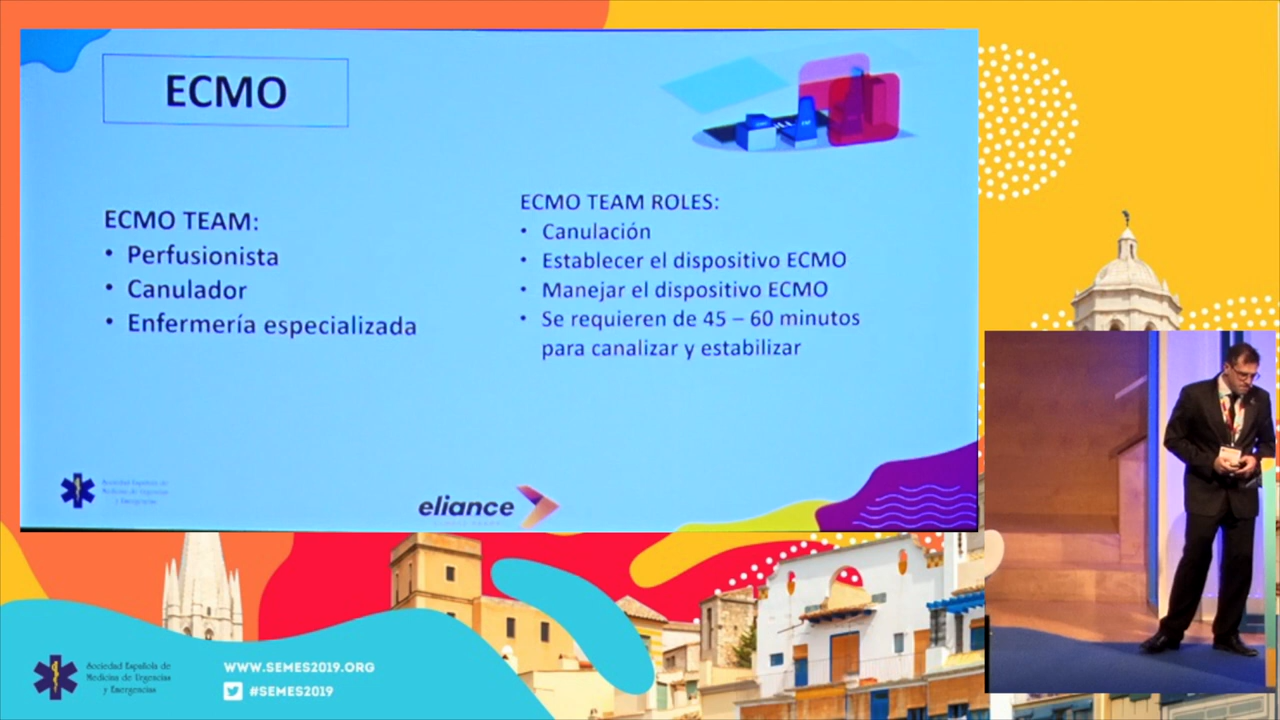 ECMO
ECMO TEAM:
• Perfusionista
• Canulador
• Enfermería especializada
ECMO TEAM ROLES:
• Canulación
• Establecer el dispositivo ECMO
• Manejar el dispositivo ECMO
• Se requieren de 45 – 60 minutos
para canalizar y estabilizar
Sociedad Española de
Medicina de Urgencias
y Emergencias
eliance
Sociedad Española de
Medicina de Urgencias
y Emergencias
WWW.SEMES2019.ORG
#SEMES2019